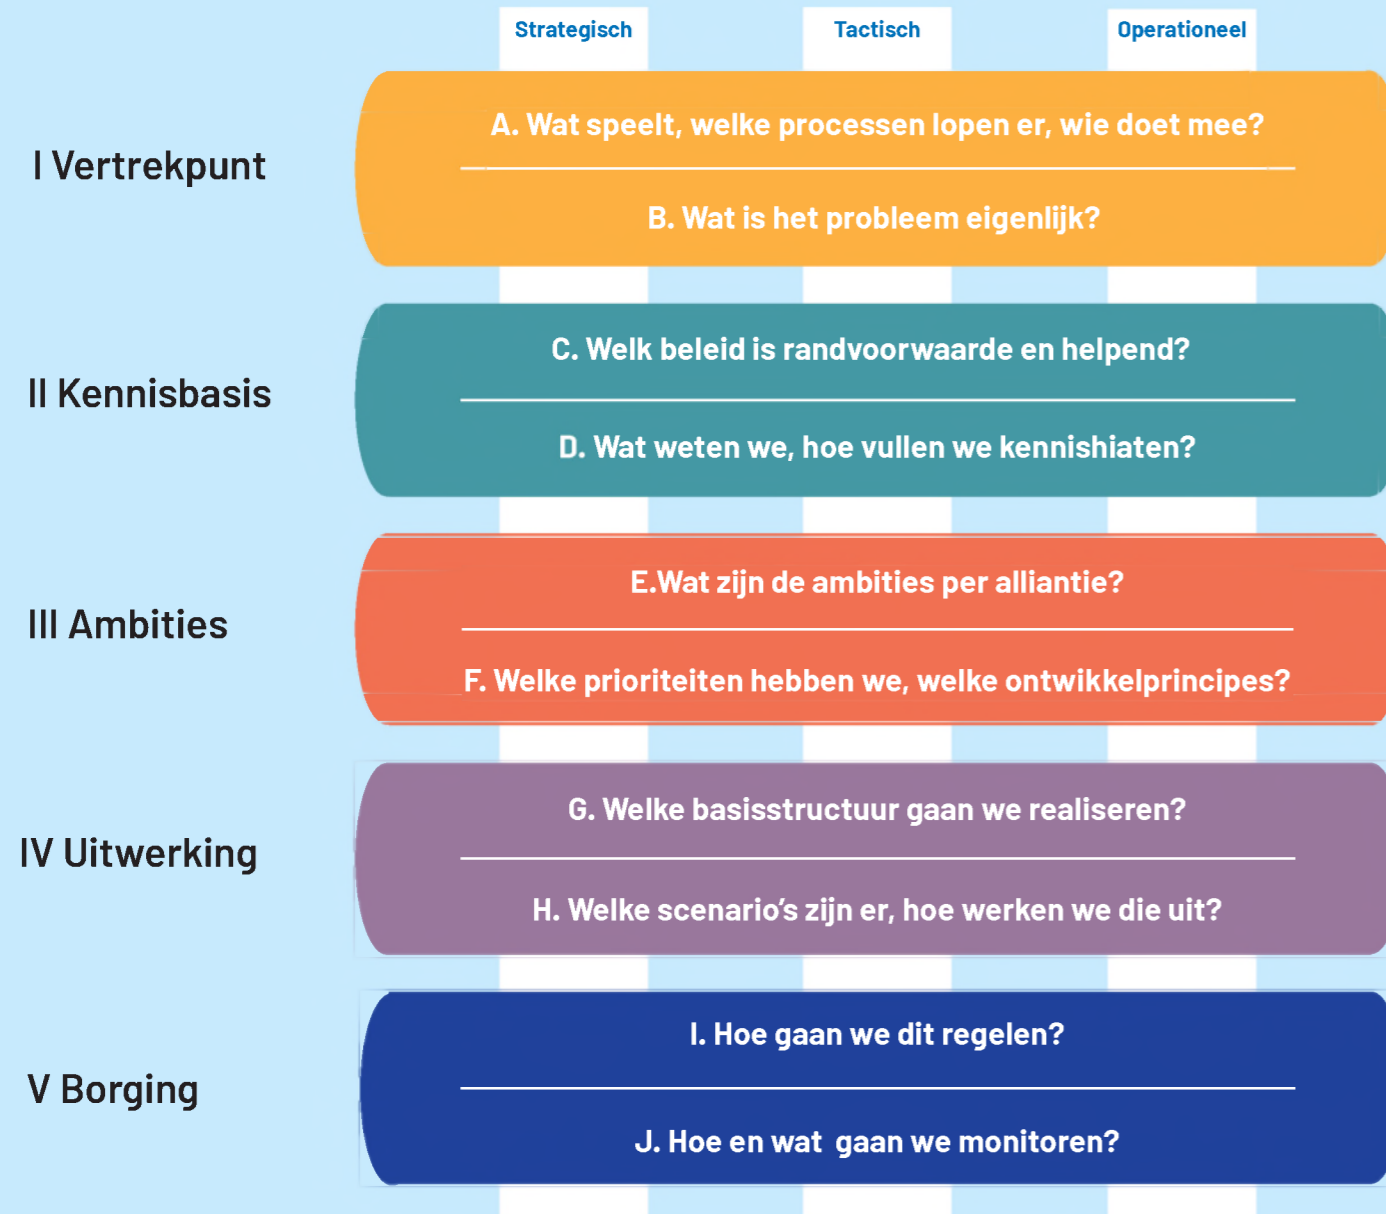 Strategisch Tactisch Operationeel
I Vertrekpunt
A. Wat speelt, welke processen lopen er, wie doet mee?
B. Wat is het probleem eigenlijk?
II Kennisbasis
C. Welk beleid is randvoorwaarde en helpend?
D. Wat weten we, hoe vullen we kennishiaten?
III Ambities
E.Wat zijn de ambities per alliantie?
F. Welke prioriteiten hebben we, welke ontwikkelprincipes?
IV Uitwerking
G. Welke basisstructuur gaan we realiseren?
H. Welke scenario’s zijn er, hoe werken we die uit?
V Borging
I. Hoe gaan we dit regelen?
J. Hoe en wat  gaan we monitoren?